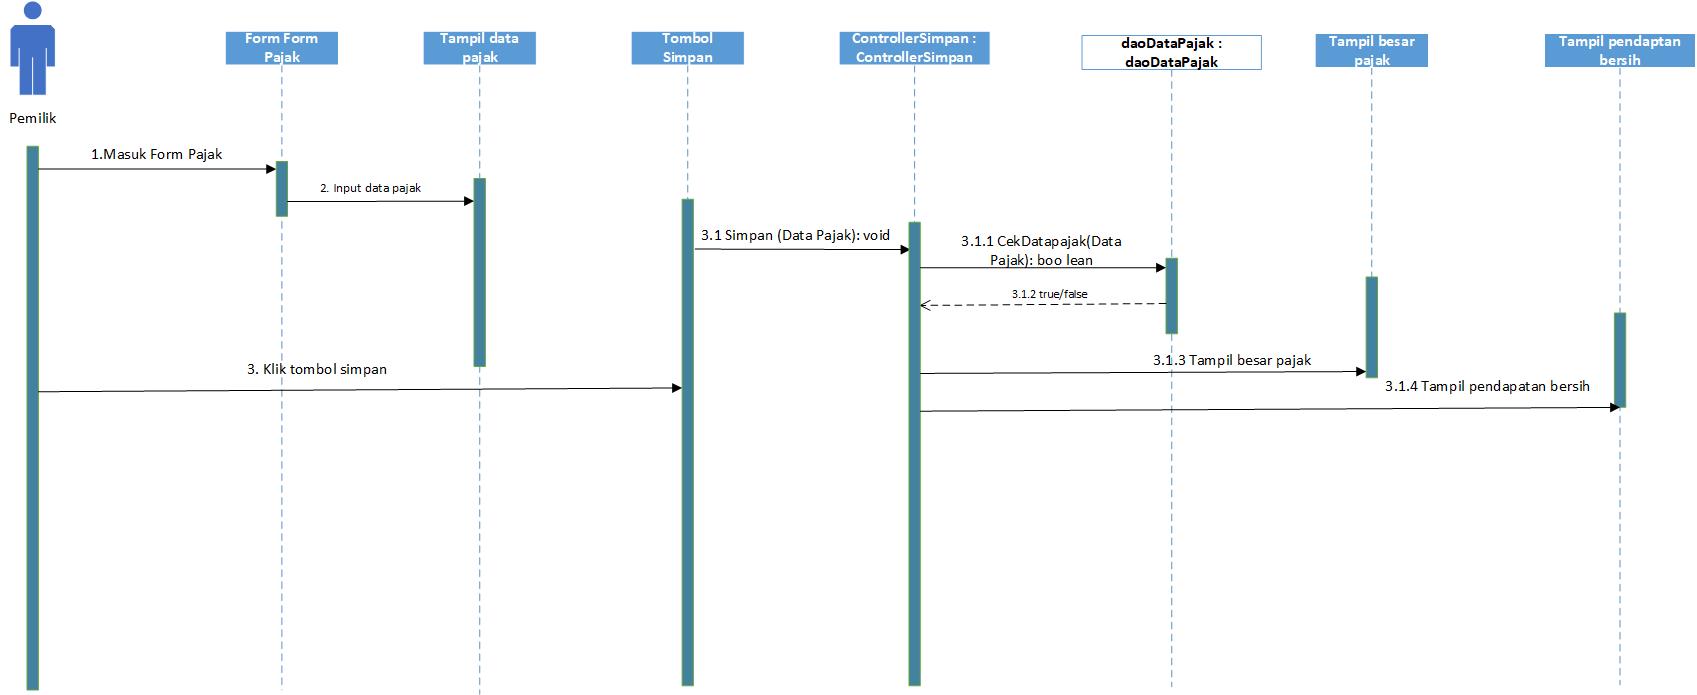 Form Form
Pajak
Tampil data
pajak
Tombol
Simpan
ControllerSimpan :
ControllerSimpan
daoDataPajak :
daoDataPajak
Tampil besar
pajak
Tampil pendaptan
bersih
Pemilik
1.Masuk Form Pajak
2. Input data pajak
3.1 Simpan (Data Pajak): void
3.1.1 CekDatapajak(Data
Pajak): boo lean
3.1.2 true/false
3.1.3 Tampil besar pajak
3. Klik tombol simpan
3.1.4 Tampil pendapatan bersih